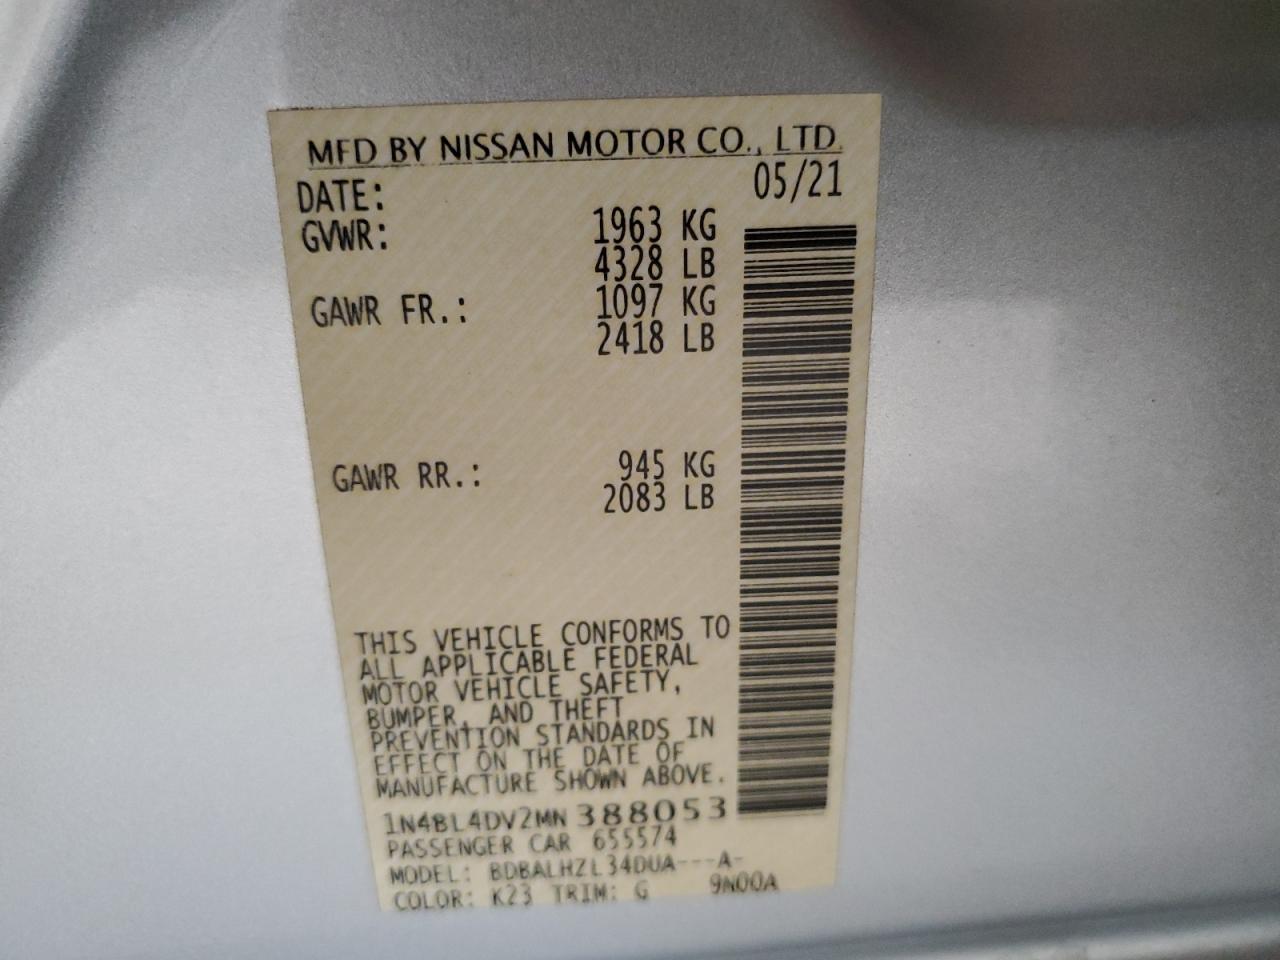 MFD BY NISSAN MOTOR CO., LTD.
DATE: 05/21
GVWR: 1963 KG
4328 LB
GAWR FR.: 1097 KG
2418 LB
GAWR RR.: 945 KG
2083 LB
THIS VEHICLE CONFORMS TO
ALL APPLICABLE FEDERAL
MOTOR VEHICLE SAFETY,
BUMPER, AND THEFT
PREVENTION STANDARDS IN
EFFECT ON THE DATE OF
MANUFACTURE SHOWN ABOVE.
1N4BL4DV2MN388053
PASSENGER CAR 655574
MODEL: BDBALHZL34DUA---A-
COLOR: K23 TRIM: G 9N00A